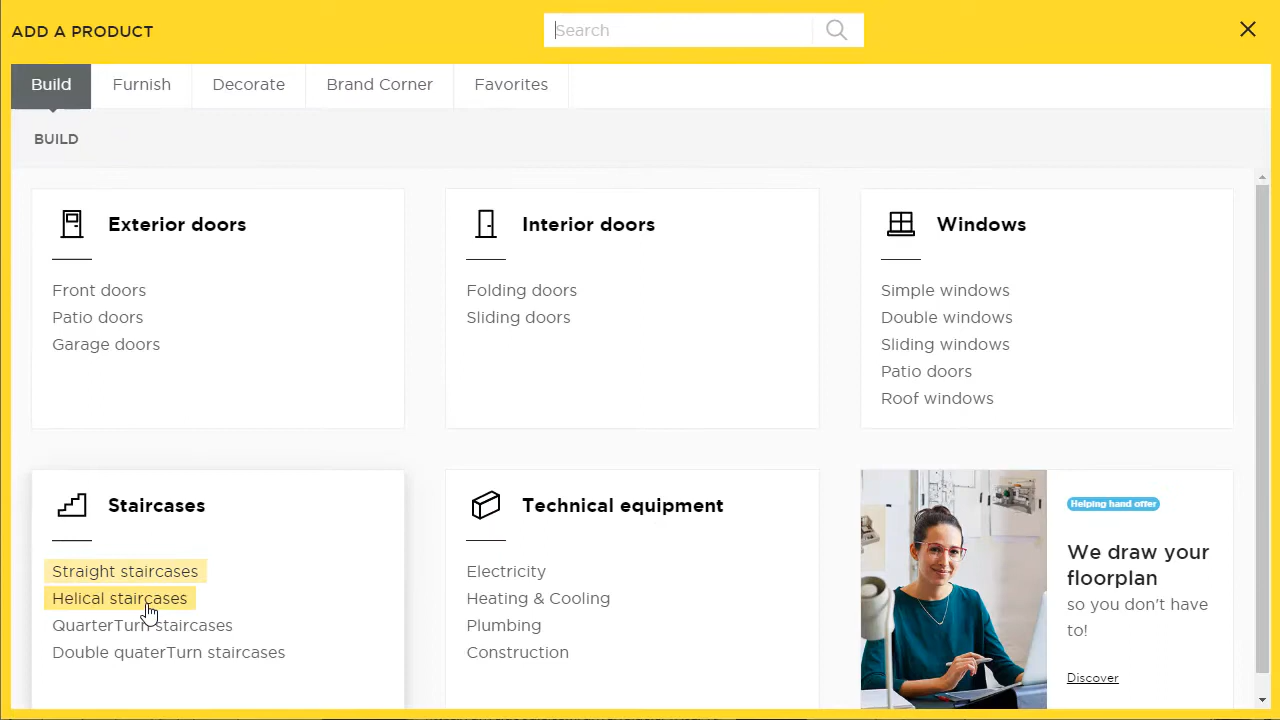 ADD A PRODUCT
Search
Build
Furnish
Decorate
Brand Corner
Favorites
BUILD
Exterior doors
Front doors
Patio doors
Garage doors
Interior doors
Folding doors
Sliding doors
Windows
Simple windows
Double windows
Sliding windows
Patio doors
Roof windows
Staircases
Straight staircases
Helical staircases
QuarterTurn staircases
Double quaterTurn staircases
Technical equipment
Electricity
Heating & Cooling
Plumbing
Construction
Helping hand offer
We draw your
floorplan
so you don't have
to!
Discover